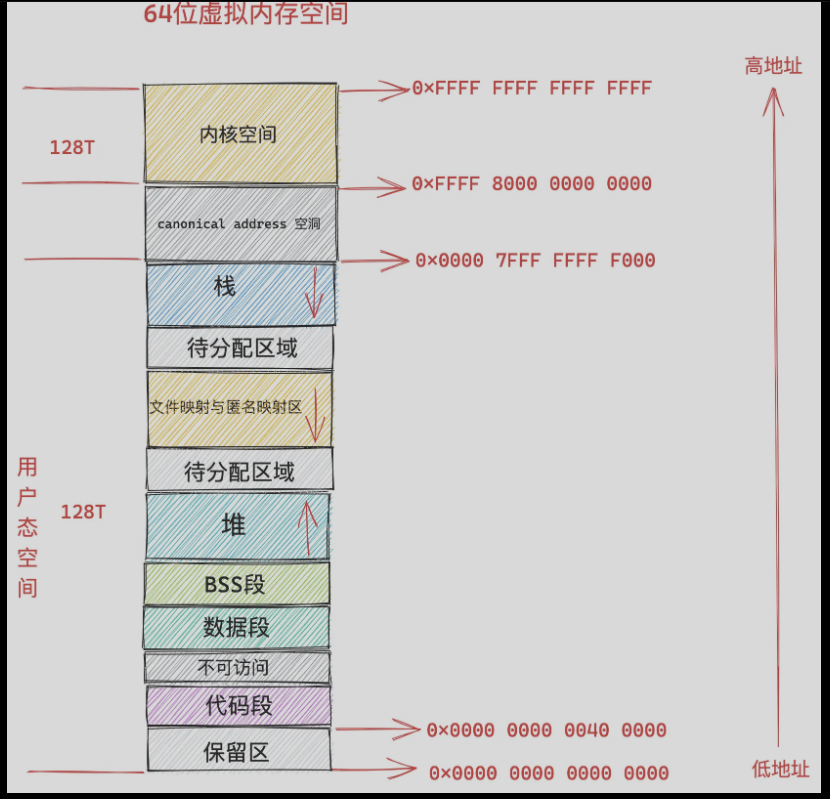 64位虚拟内存空间
高地址
0×FFFF FFFF FFFF FFFF
内核空间
128T
0×FFFF 8000 0000 0000
canonical address 空洞
0×0000 7FFF FFFF F000
栈
待分配区域
文件映射与匿名映射区
待分配区域
用户态空间
128T
堆
BSS段
数据段
不可访问
代码段
0×0000 0000 0040 0000
保留区
低地址
0×0000 0000 0000 0000